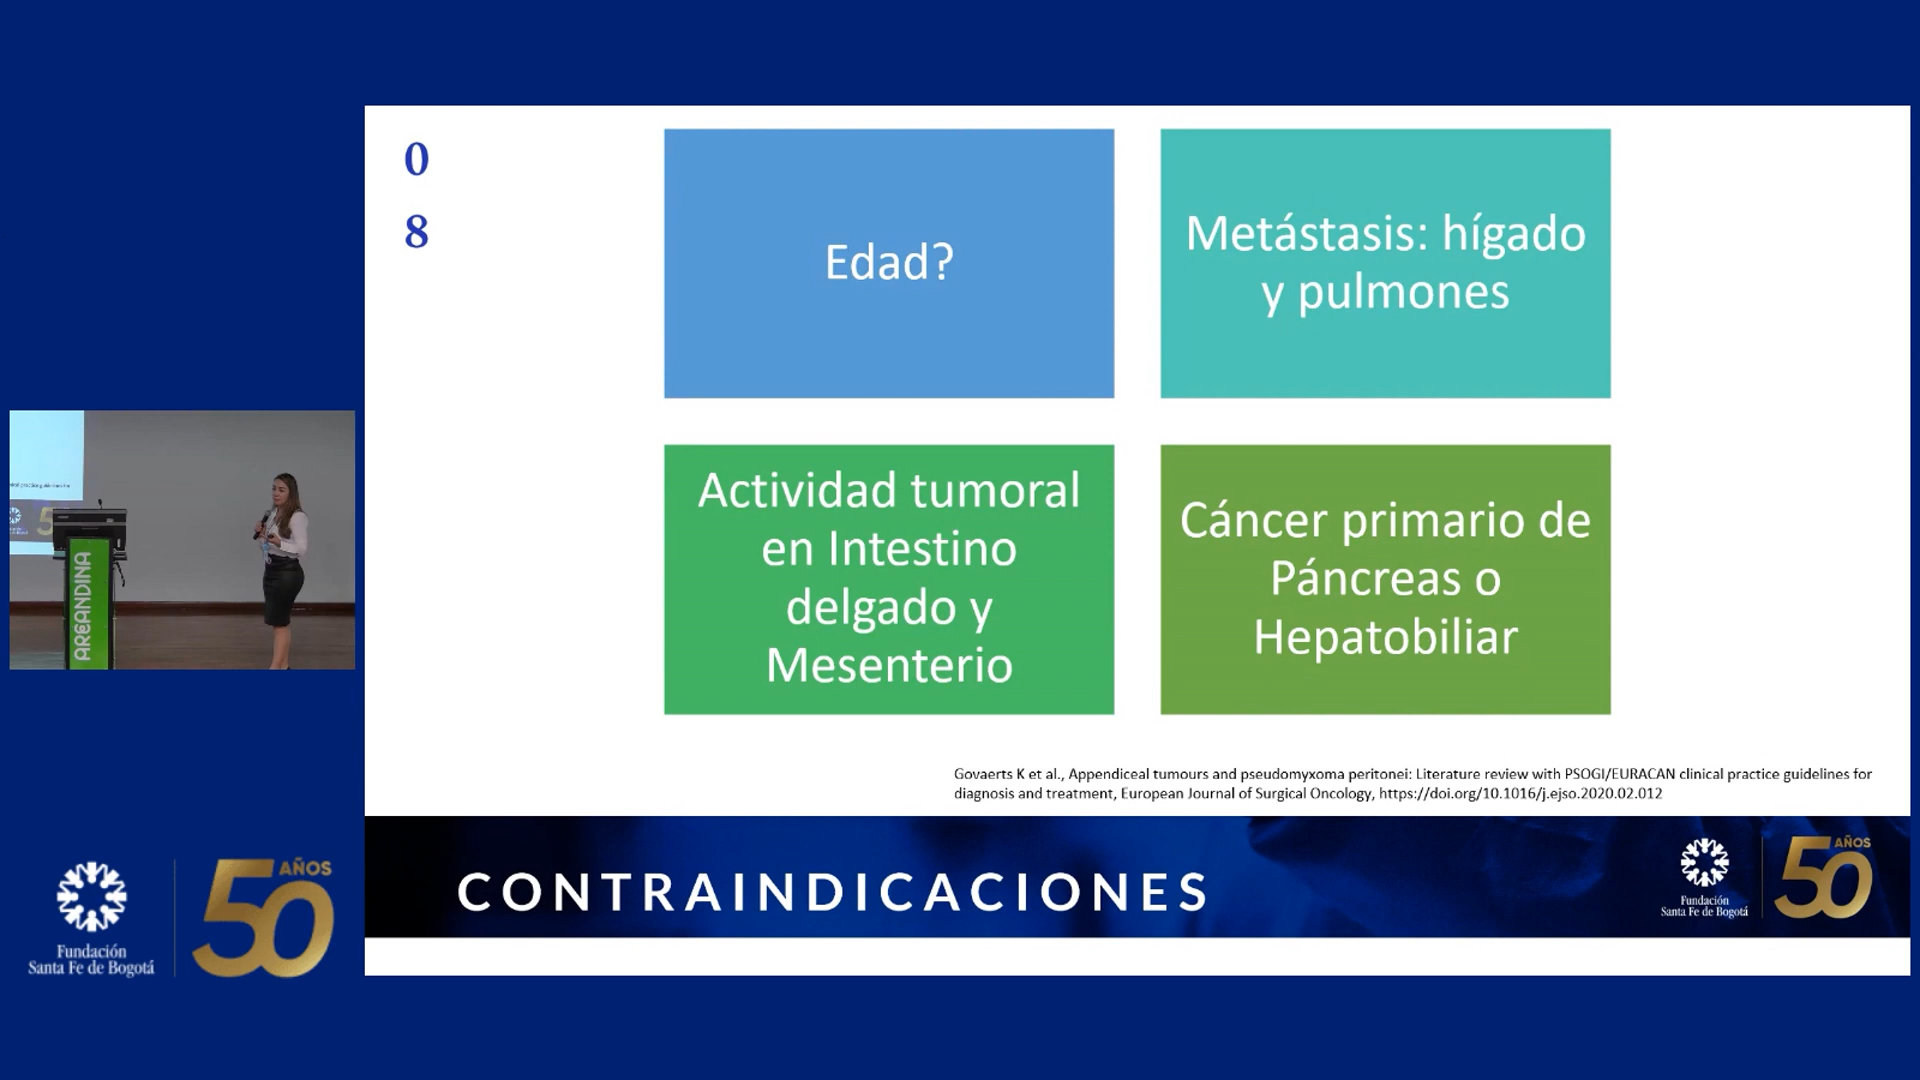 0
8
Edad?
Metástasis: hígado
y pulmones
Actividad tumoral
en Intestino
delgado y
Mesenterio
Cáncer primario de
Páncreas o
Hepatobiliar
Govaerts K et al., Appendiceal tumours and pseudomyxoma peritonei: Literature review with PSOGI/EURACAN clinical practice guidelines for
diagnosis and treatment, European Journal of Surgical Oncology, https://doi.org/10.1016/j.ejso.2020.02.012
CONTRAINDICACIONES
Fundación
Santa Fe de Bogotá
50 AÑOS
AREANDINA
Fundación
Santa Fe de Bogotá
50 AÑOS